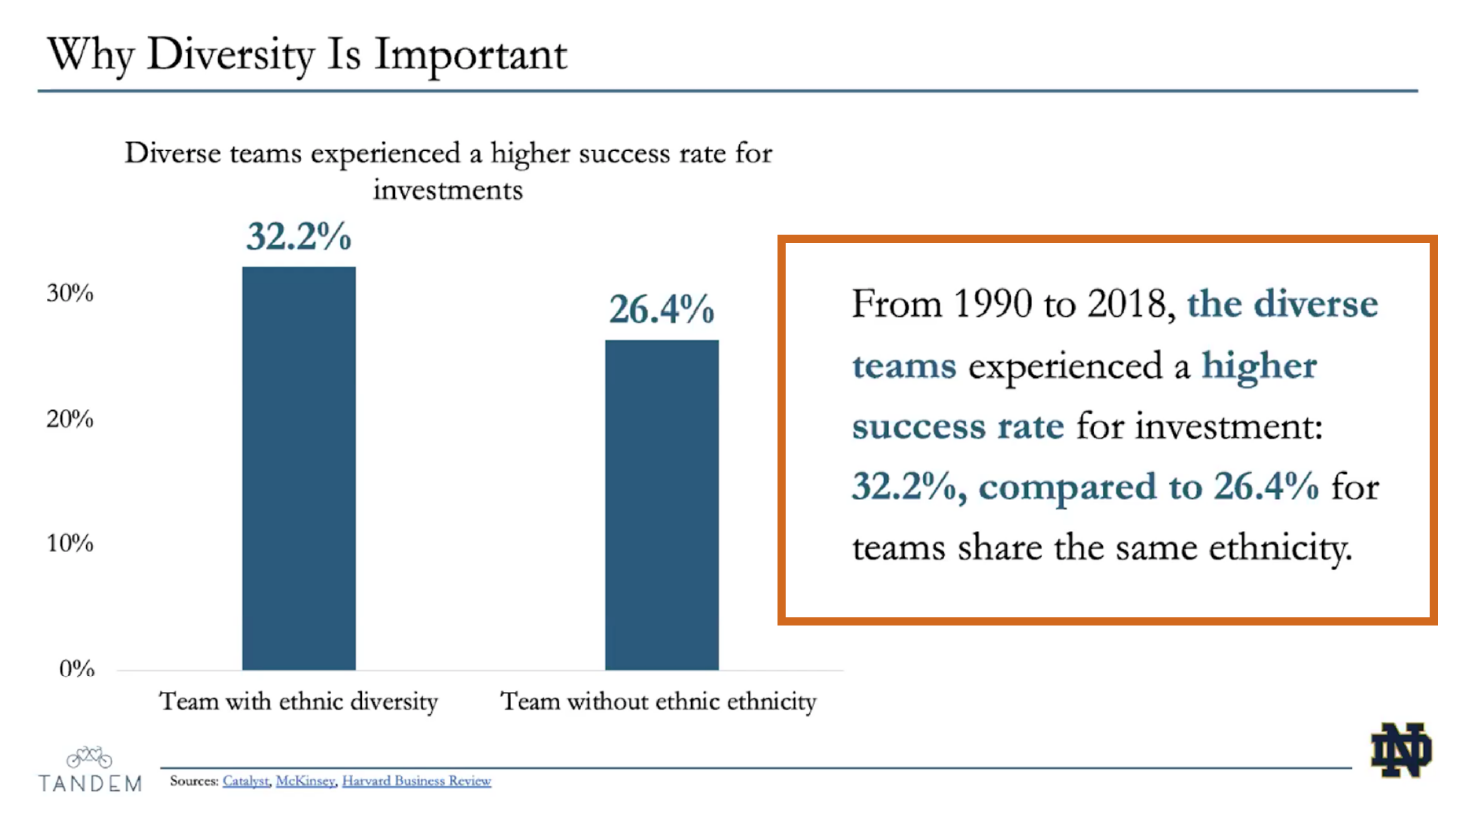 Why Diversity Is Important
Diverse teams experienced a higher success rate for
investments
32.2%
26.4%
30%
20%
10%
0%
Team with ethnic diversity
Team without ethnic ethnicity
From 1990 to 2018, the diverse
teams experienced a higher
success rate for investment:
32.2%, compared to 26.4% for
teams share the same ethnicity.
TANDEM
Sources: Catalyst, McKinsey, Harvard Business Review
ND